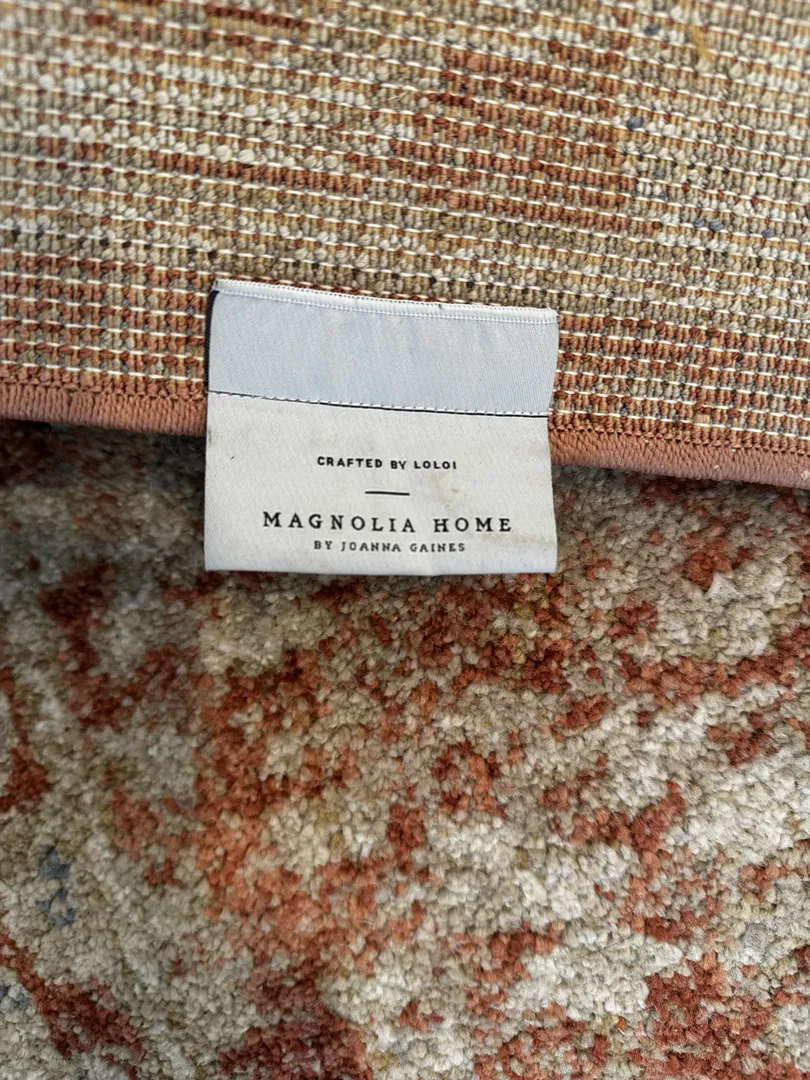 CRAFTED BY LOLOI
MAGNOLIA HOME
BY JOANNA GAINES